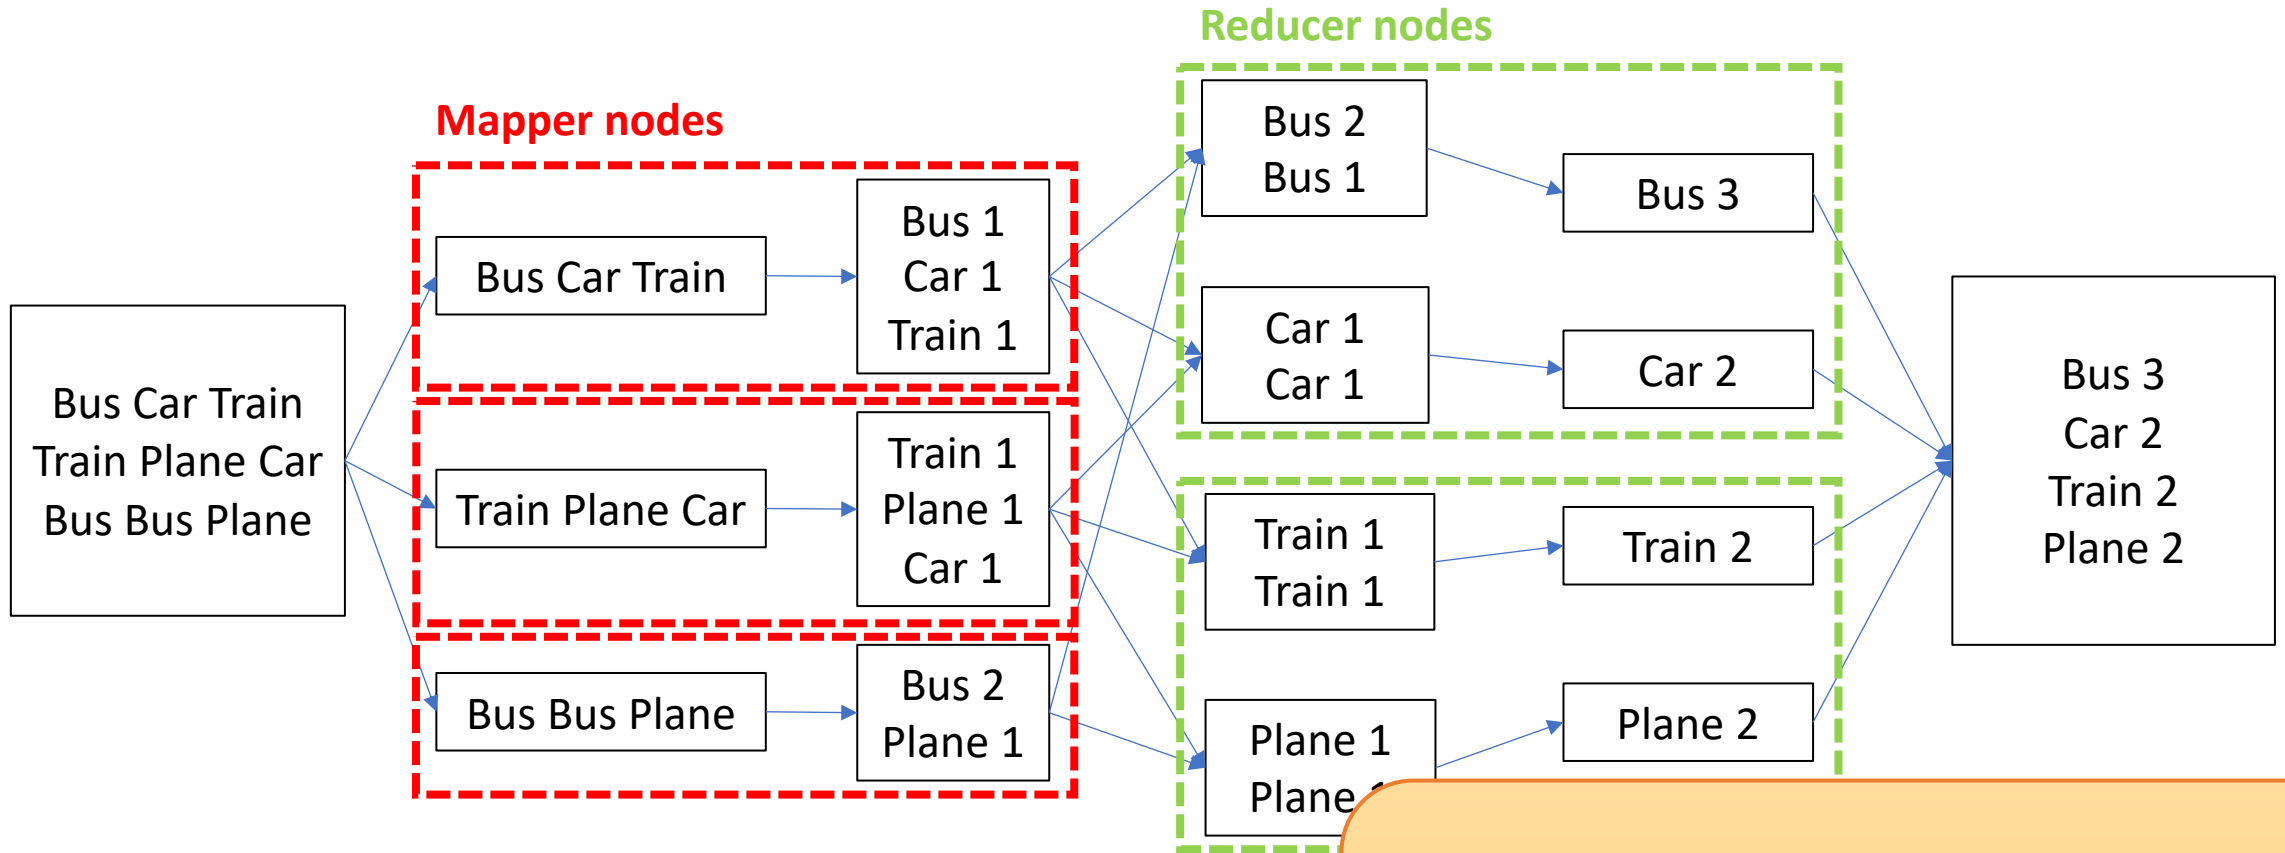 Reducer nodes
Mapper nodes
Bus Car Train
Train Plane Car
Bus Bus Plane
Bus Car Train
Bus 1
Car 1
Train 1
Train Plane Car
Train 1
Plane 1
Car 1
Bus Bus Plane
Bus 2
Plane 1
Bus 2
Bus 1
Bus 3
Car 1
Car 1
Car 2
Train 1
Train 1
Train 2
Plane 1
Plane
Plane 2
Bus 3
Car 2
Train 2
Plane 2